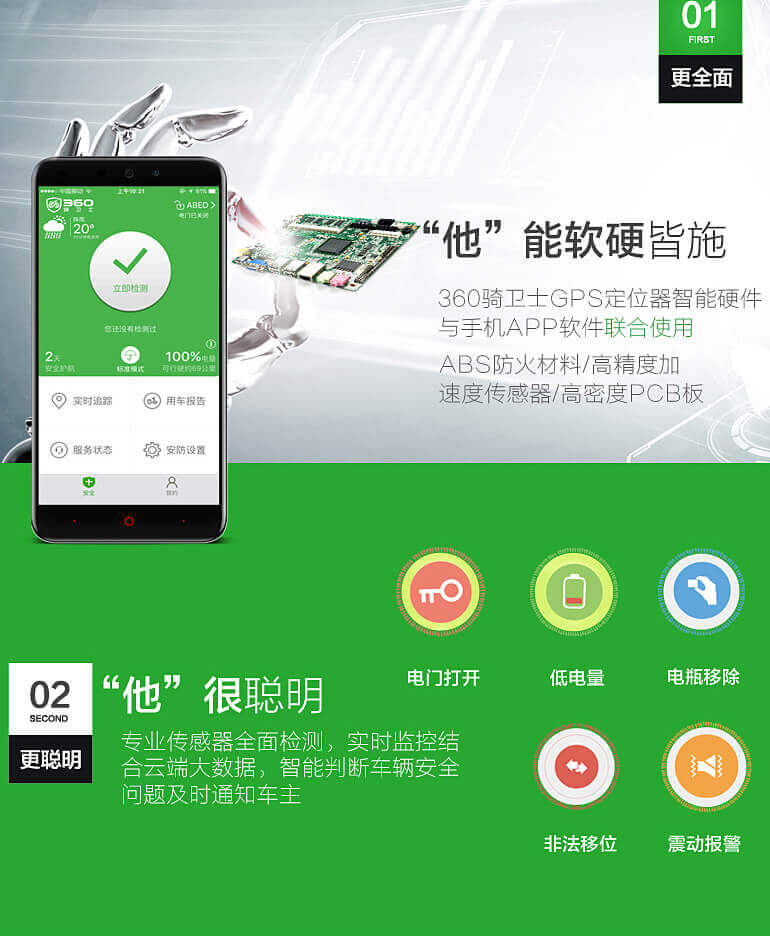 01
FIRST
更全面
中国移动 上午10:21 91%
360
骑卫士
ABED
电门已关闭
20°
立即检测
您还没有检测过
2天
安全护航
标准模式
100%电量
可行驶约69公里
实时追踪
用车报告
服务状态
安防设置
安全
我的
“他”能软硬皆施
360骑卫士GPS定位器智能硬件
与手机APP软件联合使用
ABS防火材料/高精度加
速度传感器/高密度PCB板
电门打开
低电量
电瓶移除
02
SECOND
更聪明
“他”很聪明
专业传感器全面检测，实时监控结
合云端大数据，智能判断车辆安全
问题及时通知车主
非法移位
震动报警